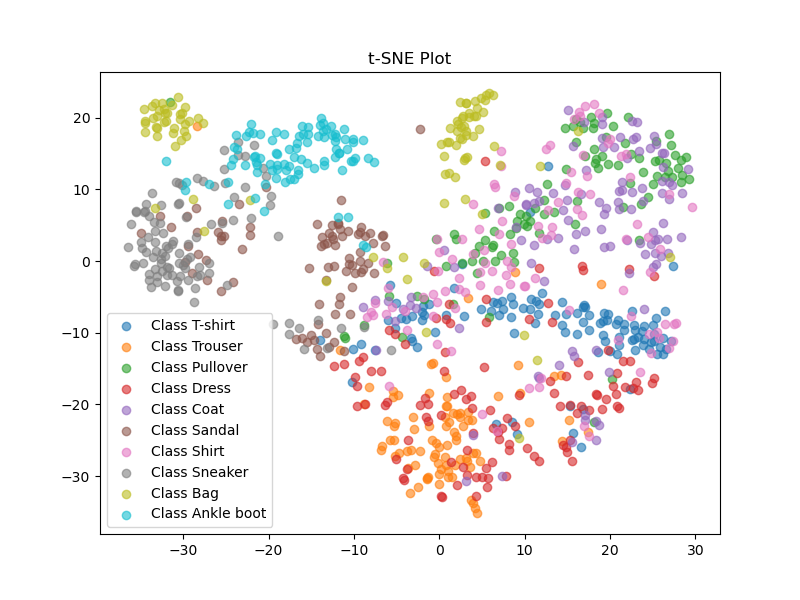 t-SNE Plot
20
10
0
−10
−20
−30
Class T-shirt
Class Trouser
Class Pullover
Class Dress
Class Coat
Class Sandal
Class Shirt
Class Sneaker
Class Bag
Class Ankle boot
−30 −20 −10 0 10 20 30